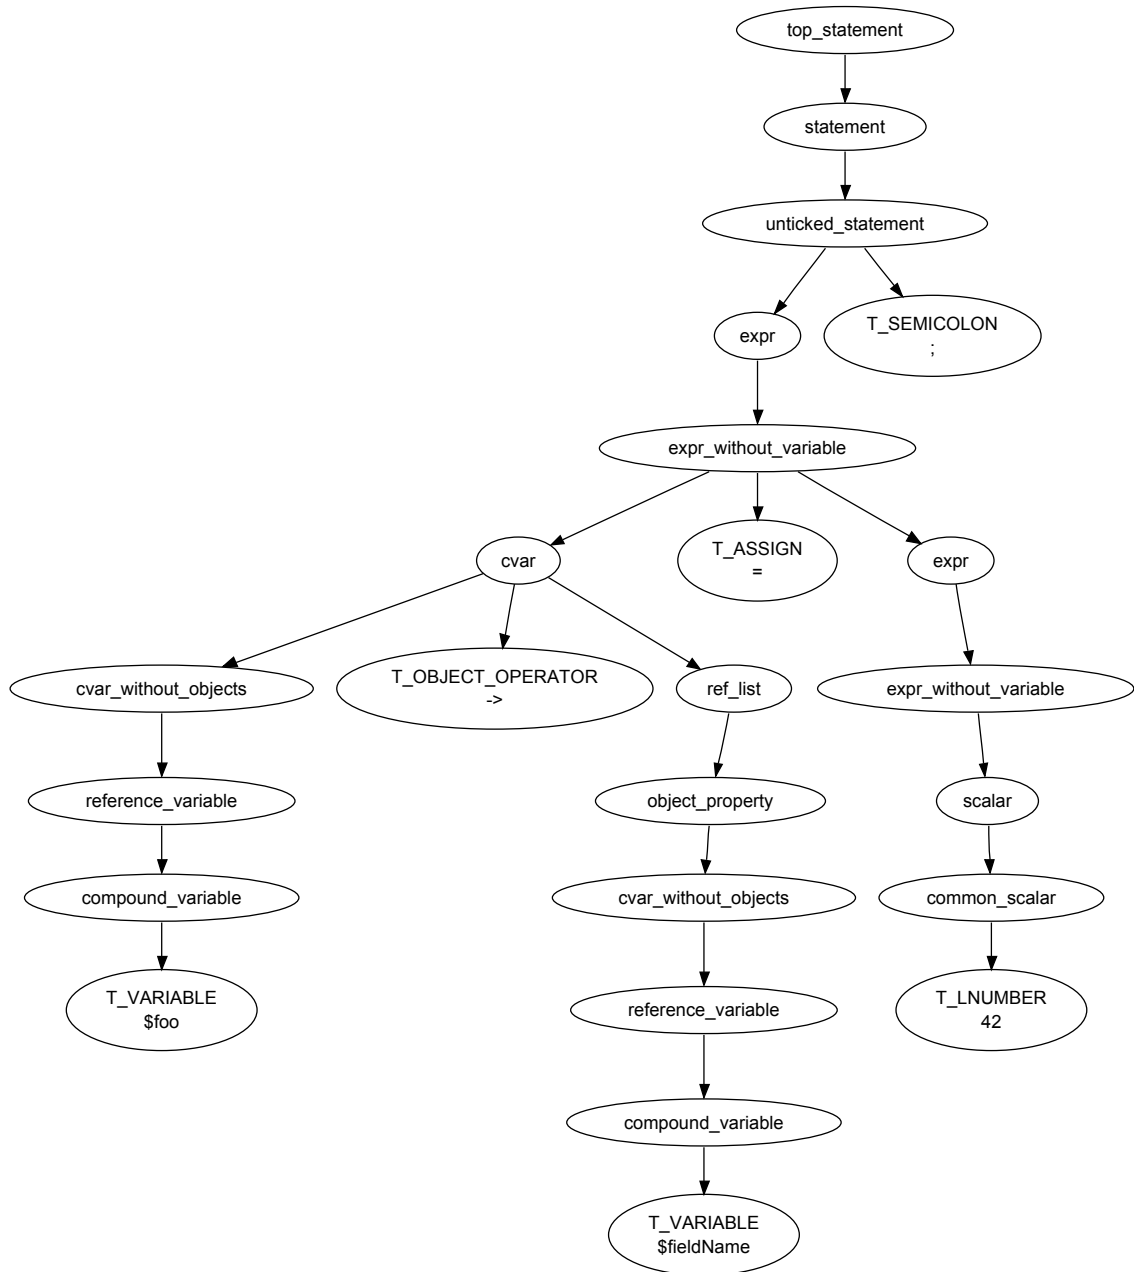 top_statement
statement
unticked_statement
expr
T_SEMICOLON
;
expr_without_variable
cvar
T_ASSIGN
=
expr
cvar_without_objects
T_OBJECT_OPERATOR
->
ref_list
expr_without_variable
reference_variable
object_property
scalar
compound_variable
cvar_without_objects
common_scalar
T_VARIABLE
$foo
reference_variable
T_LNUMBER
42
compound_variable
T_VARIABLE
$fieldName